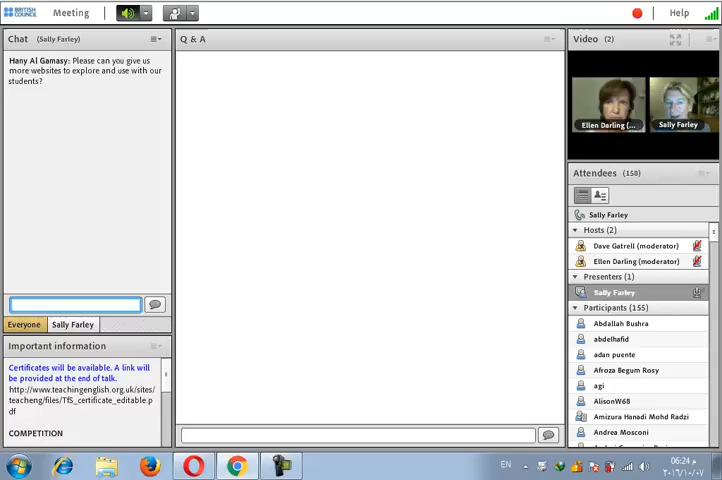 BRITISH
COUNCIL
Meeting
Help
Chat (Sally Farley)
Hany Al Gamasy: Please can you give us
more websites to explore and use with our
students?
Everyone
Sally Farley
Important information
Certificates will be available. A link will
be provided at the end of talk.
http://www.teachingenglish.org.uk/sites/
teacheng/files/TfS_certificate_editable.p
df
COMPETITION
Q & A
Video (2)
Ellen Darling (...
Sally Farley
Attendees (158)
Sally Farley
Hosts (2)
Dave Gatrell (moderator)
Ellen Darling (moderator)
Presenters (1)
Sally Farley
Participants (155)
Abdallah Bushra
abdelhafid
adan puente
Afroza Begum Rosy
agi
AlisonW68
Amizura Hanadi Mohd Radzi
Andrea Mosconi
EN
06:24 م
٢٠١٦/١٠/٠٧